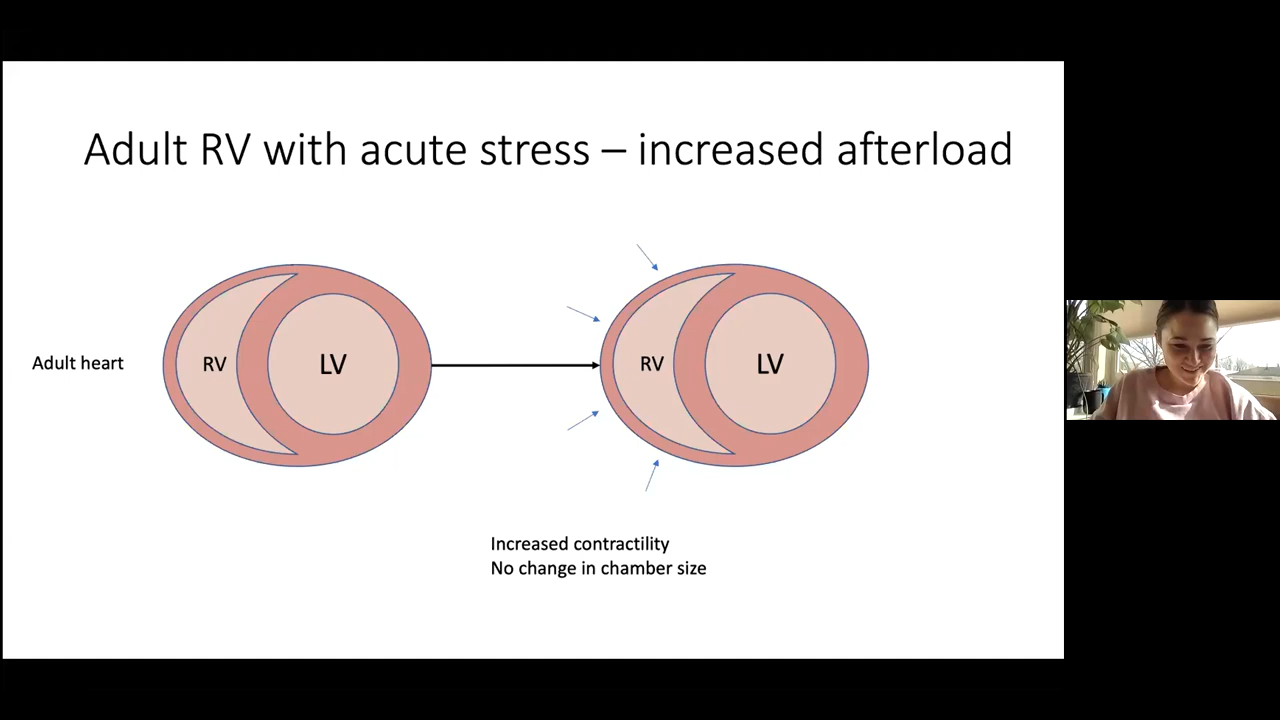 Adult RV with acute stress – increased afterload
Adult heart
RV
LV
RV
LV
Increased contractility
No change in chamber size